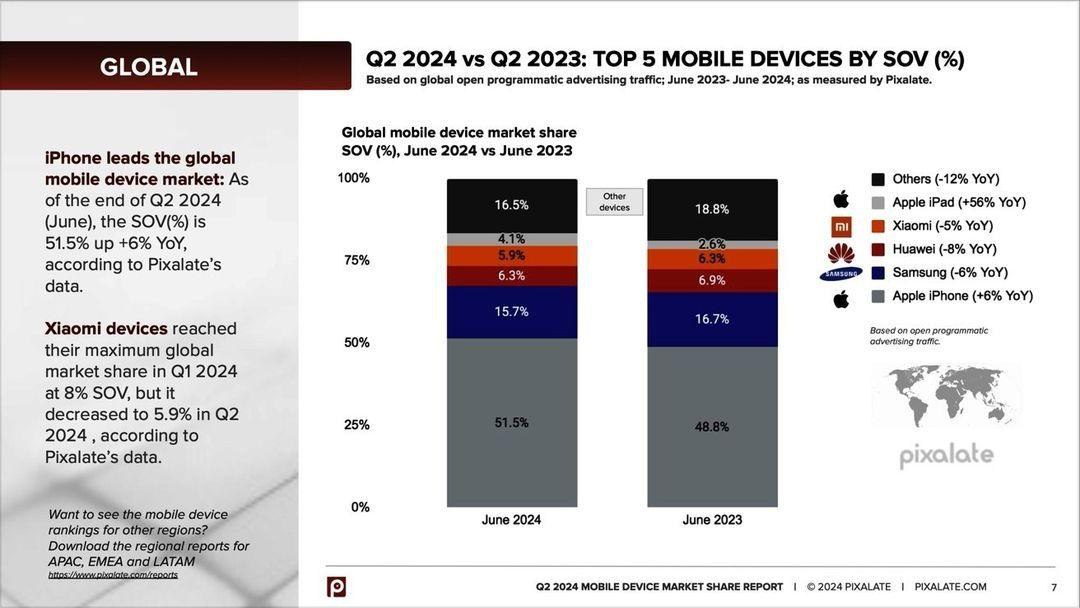 GLOBAL
iPhone leads the global
mobile device market: As
of the end of Q2 2024
(June), the SOV(%) is
51.5% up +6% YoY,
according to Pixalate's
data.
Xiaomi devices reached
their maximum global
market share in Q1 2024
at 8% SOV, but it
decreased to 5.9% in Q2
2024 , according to
Pixalate's data.
Want to see the mobile device
rankings for other regions?
Download the regional reports for
APAC, EMEA and LATAM
https://www.pixalate.com/reports
Q2 2024 vs Q2 2023: TOP 5 MOBILE DEVICES BY SOV (%)
Based on global open programmatic advertising traffic; June 2023- June 2024; as measured by Pixalate.
Global mobile device market share
SOV (%), June 2024 vs June 2023
100%
75%
50%
25%
0%
16.5%
4.1%
5.9%
6.3%
15.7%
51.5%
June 2024
Other
devices
18.8%
2.6%
6.3%
6.9%
16.7%
48.8%
June 2023
Others (-12% YoY)
Apple iPad (+56% YoY)
mi
Xiaomi (-5% YoY)
Huawei (-8% YoY)
SAMSUNG
Samsung (-6% YoY)
Apple iPhone (+6% YoY)
Based on open programmatic
advertising traffic.
pixalate
Q2 2024 MOBILE DEVICE MARKET SHARE REPORT I © 2024 PIXALATE I PIXALATE.COM
7